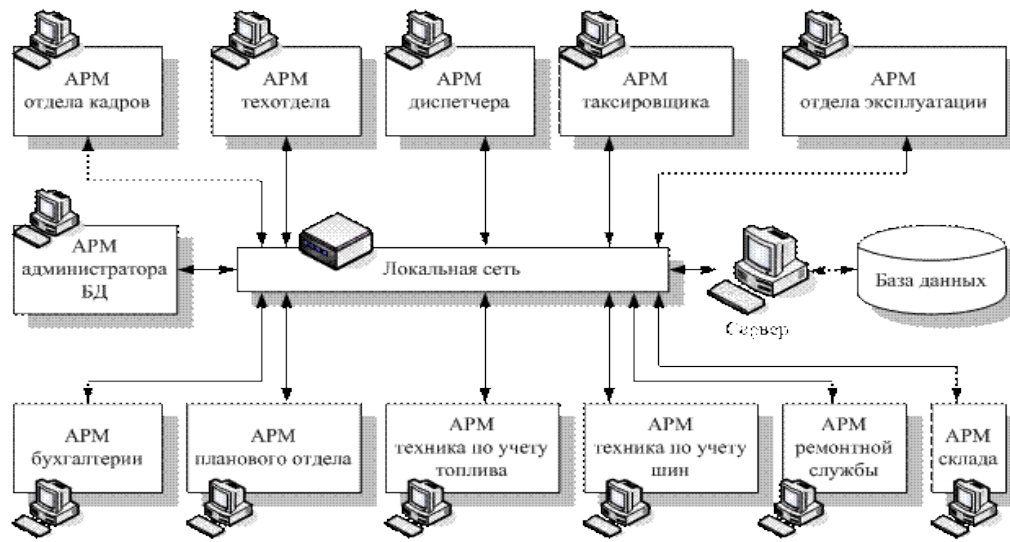 АРМ
отдела кадров
АРМ
техотдела
АРМ
диспетчера
АРМ
таксировщика
АРМ
отдела эксплуатации
АРМ
администратора
БД
Локальная сеть
Сервер
База данных
АРМ
бухгалтерии
АРМ
планового отдела
АРМ
техника по учету
топлива
АРМ
техника по учету
шин
АРМ
ремонтной
службы
АРМ
склада